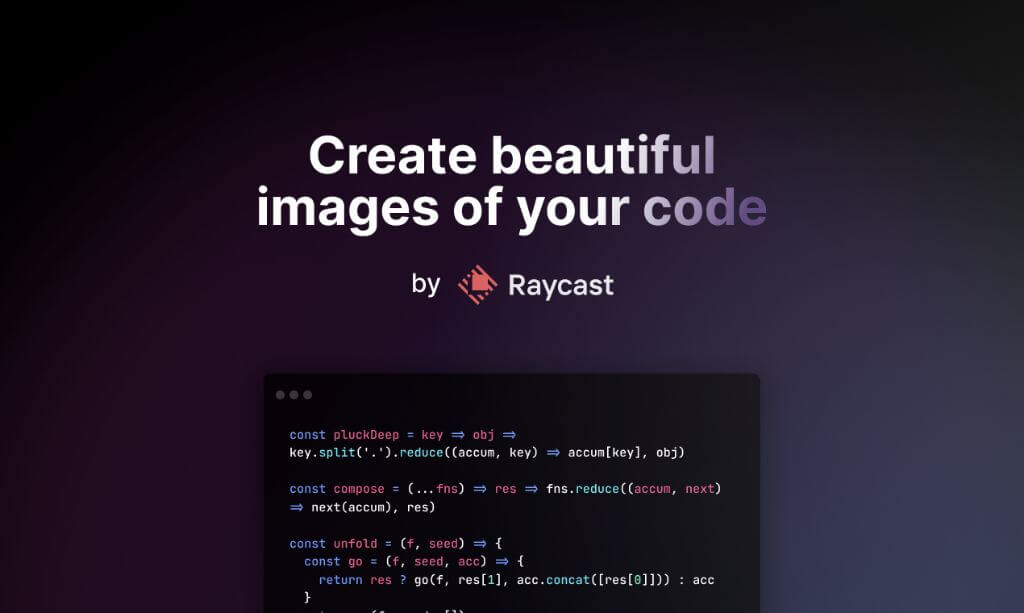 Create beautiful
images of your code
by Raycast
const pluckDeep = key => obj =>
key.split('.').reduce((accum, key) => accum[key], obj)
const compose = (...fns) => res => fns.reduce((accum, next)
=> next(accum), res)
const unfold = (f, seed) => {
const go = (f, seed, acc) => {
return res ? go(f, res[1], acc.concat([res[0]])) : acc
}